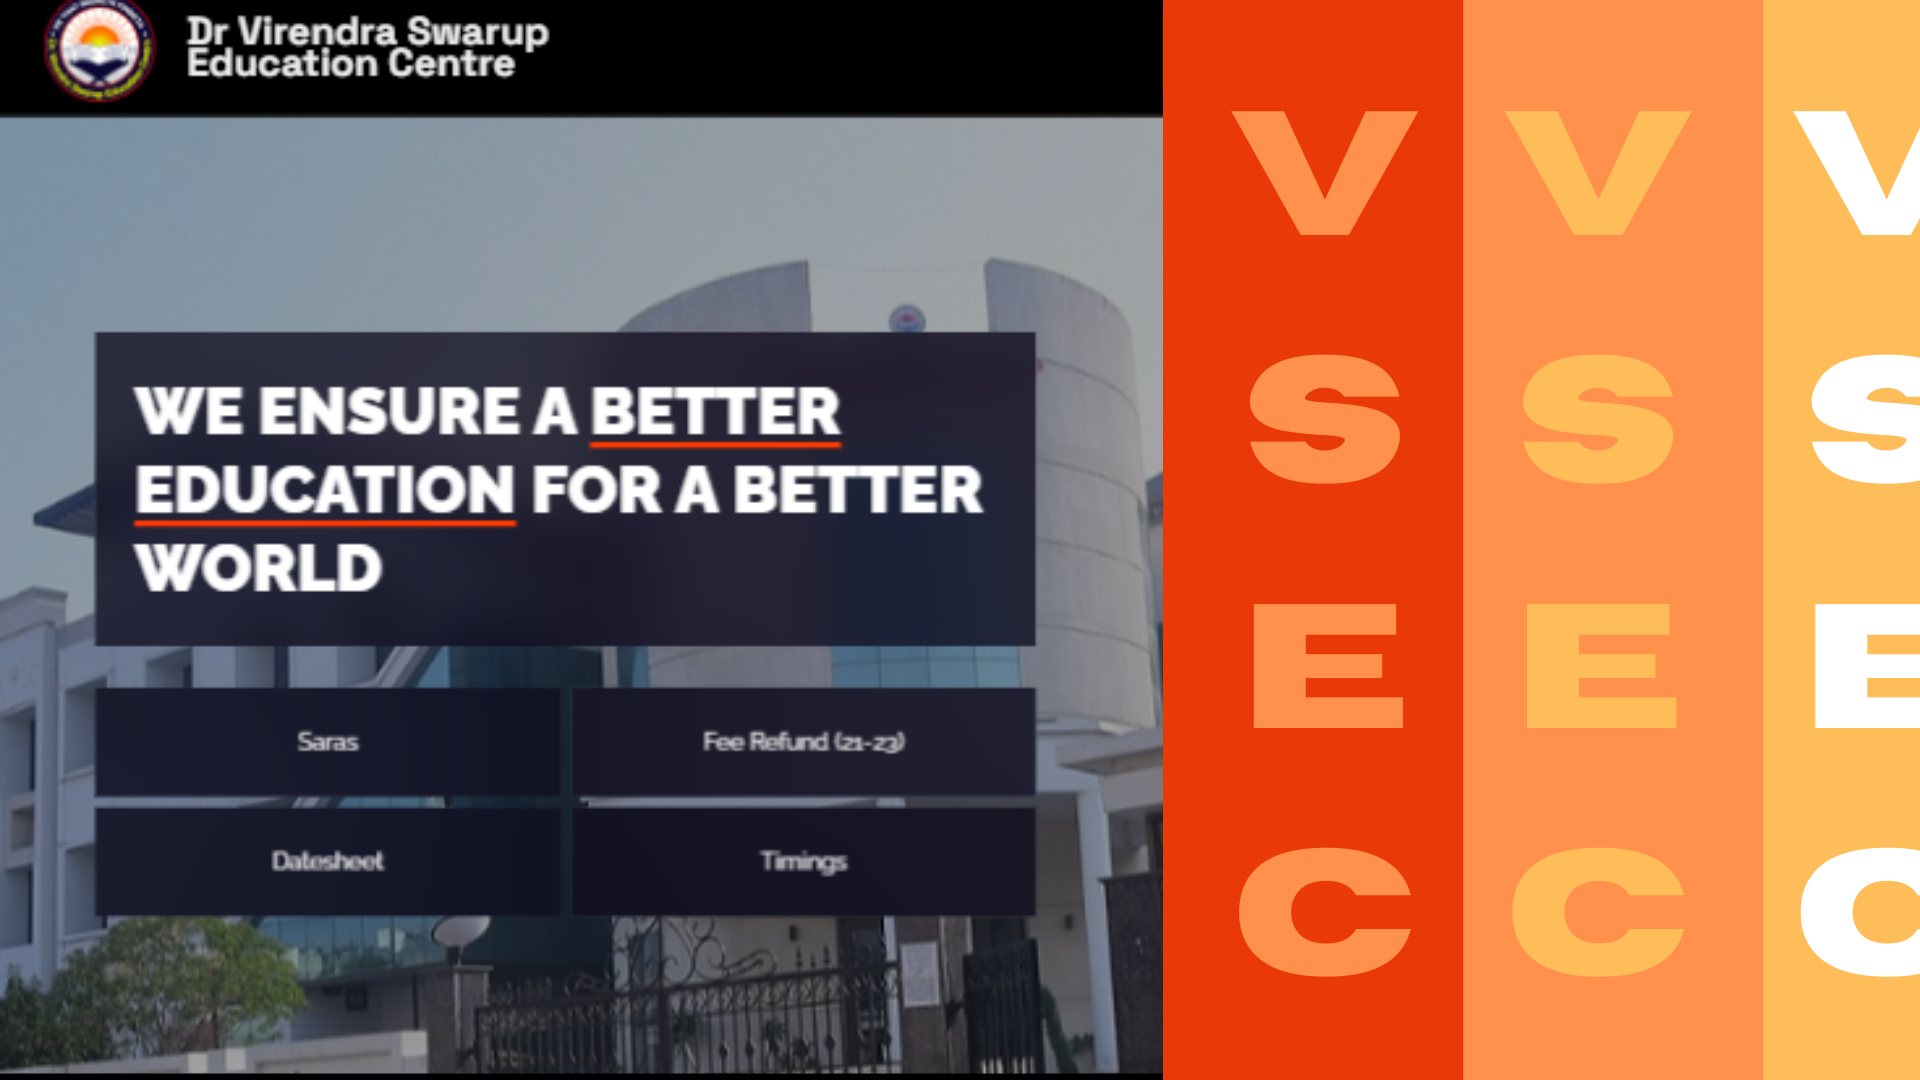 Dr Virendra Swarup
Education Centre
WE ENSURE A BETTER
EDUCATION FOR A BETTER
WORLD
Saras
Fee Refund (21-23)
Datesheet
Timings
V
S
E
C
V
S
E
C
V
S
E
C